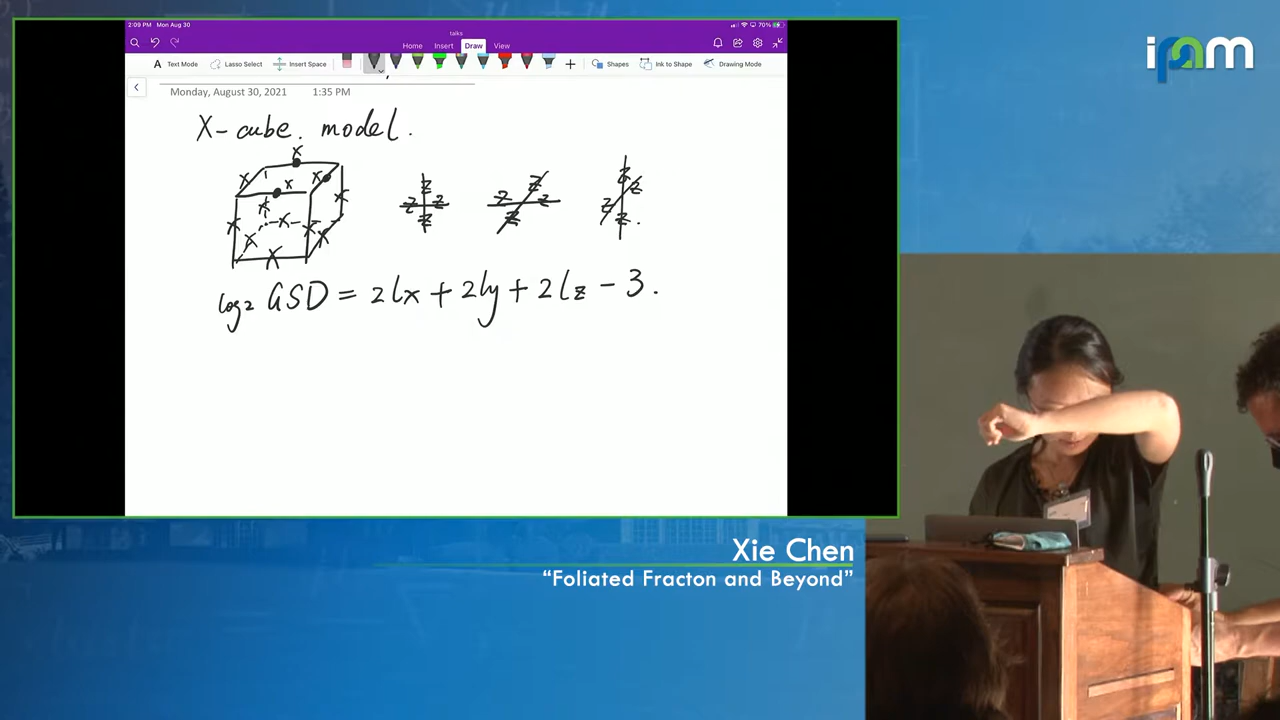 2:09 PM Mon Aug 30
talks
70%
Home Insert Draw View
Text Mode Lasso Select Insert Space Shapes Ink to Shape Drawing Mode
Monday, August 30, 2021 1:35 PM
X-cube. model.
X X X X X X X X X X X X
Z Z Z Z
Z Z Z Z
Z Z Z Z.
log2 GSD = 2lx + 2ly + 2lz - 3.
ipam
Xie Chen
“Foliated Fracton and Beyond”